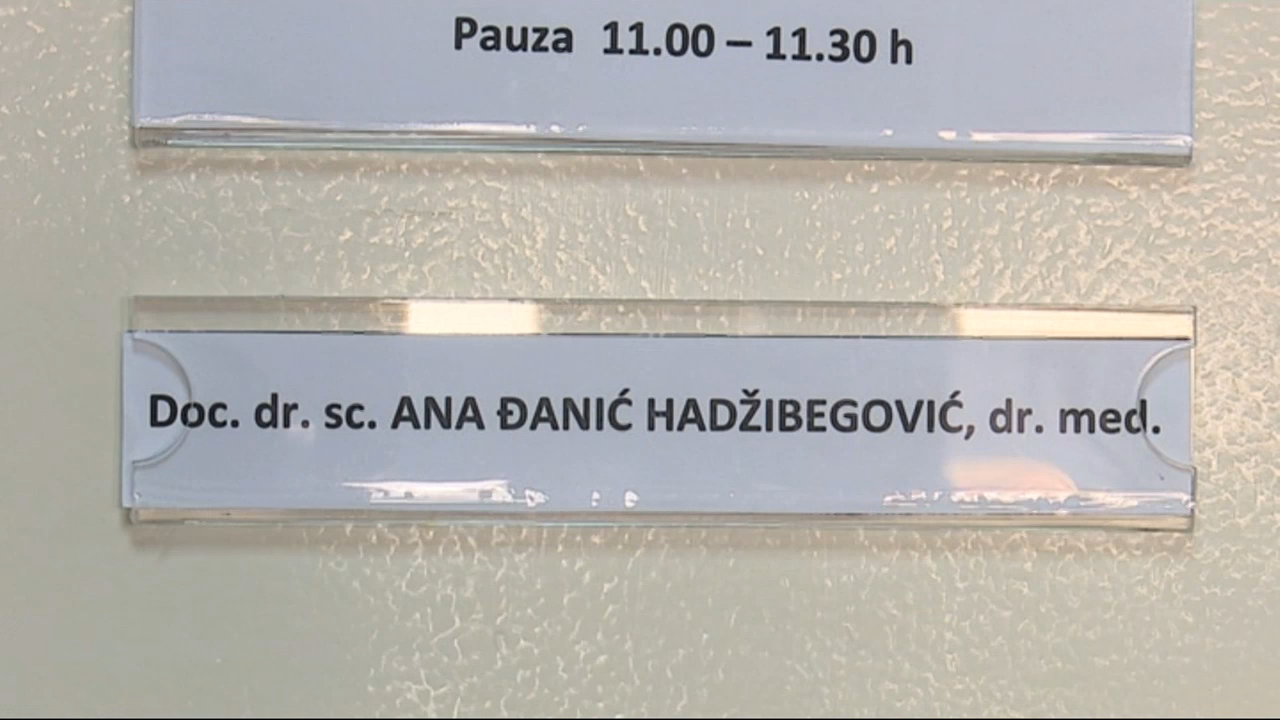 Pauza 11.00 – 11.30 h
Doc. dr. sc. ANA ĐANIĆ HADŽIBEGOVIĆ, dr. med.